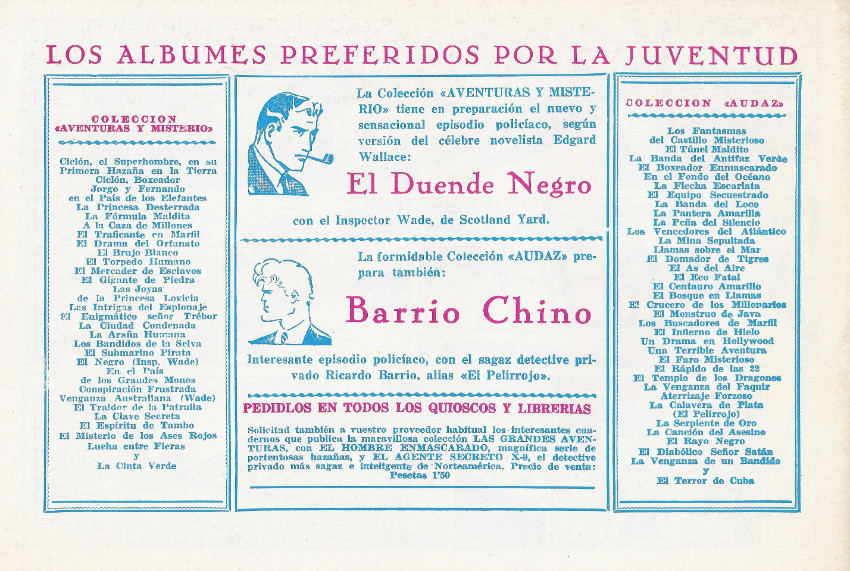 LOS ALBUMES PREFERIDOS POR LA JUVENTUD
COLECCION
«AVENTURAS Y MISTERIO»
Ciclón, el Superhombre, en su
Primera Hazaña en la Tierra
Ciclón, Boxeador
Jorge y Fernando
en el País de los Elefantes
La Princesa Desterrada
La Fórmula Maldita
A la Caza de Millones
El Traficante en Marfil
El Drama del Orfanato
El Brujo Blanco
El Torpedo Humano
El Mercader de Esclavos
El Gigante de Piedra
Las Joyas
de la Princesa Lovicia
Las Intrigas del Espionaje
El Enigmático señor Trébor
La Ciudad Condenada
La Araña Humana
Los Bandidos de la Selva
El Submarino Pirata
El Negro (Insp. Wade)
En el País
de los Grandes Monos
Conspiración Frustrada
Venganza Australiana (Wade)
El Traidor de la Patrulla
La Clave Secreta
El Espíritu de Tambo
El Misterio de los Ases Rojos
Lucha entre Fieras
y
La Cinta Verde
La Colección «AVENTURAS Y MISTE-
RIO» tiene en preparación el nuevo y
sensacional episodio policíaco, según
versión del célebre novelista Edgard
Wallace:
El Duende Negro
con el Inspector Wade, de Scotland Yard.
La formidable Colección «AUDAZ» pre-
para también:
Barrio Chino
Interesante episodio policíaco, con el sagaz detective pri-
vado Ricardo Barrio, alias «El Pelirrojo».
PEDIDLOS EN TODOS LOS QUIOSCOS Y LIBRERIAS
Solicitad también a vuestro proveedor habitual los interesantes cua-
dernos que publica la maravillosa colección LAS GRANDES AVEN-
TURAS, con EL HOMBRE ENMASCARADO, magnífica serie de
portentosas hazañas, y EL AGENTE SECRETO X-9, el detective
privado más sagaz e inteligente de Norteamérica. Precio de venta:
Pesetas 1'50
COLECCION «AUDAZ»
Los Fantasmas
del Castillo Misterioso
El Túnel Maldito
La Banda del Antifaz Verde
El Boxeador Enmascarado
En el Fondo del Océano
La Flecha Escarlata
El Equipo Secuestrado
La Banda del Loco
La Pantera Amarilla
La Peña del Silencio
Los Vencedores del Atlántico
La Mina Sepultada
Llamas sobre el Mar
El Domador de Tigres
El As del Aire
El Eco Fatal
El Centauro Amarillo
El Bosque en Llamas
El Crucero de los Millonarios
El Monstruo de Java
Los Buscadores de Marfil
El Infierno de Hielo
Un Drama en Hollywood
Una Terrible Aventura
El Faro Misterioso
El Rápido de las 22
El Templo de los Dragones
La Venganza del Faquir
Aterrizaje Forzoso
La Calavera de Plata
(El Pelirrojo)
La Serpiente de Oro
La Canción del Asesino
El Rayo Negro
El Diabólico Señor Satán
La Venganza de un Bandido
y
El Terror de Cuba